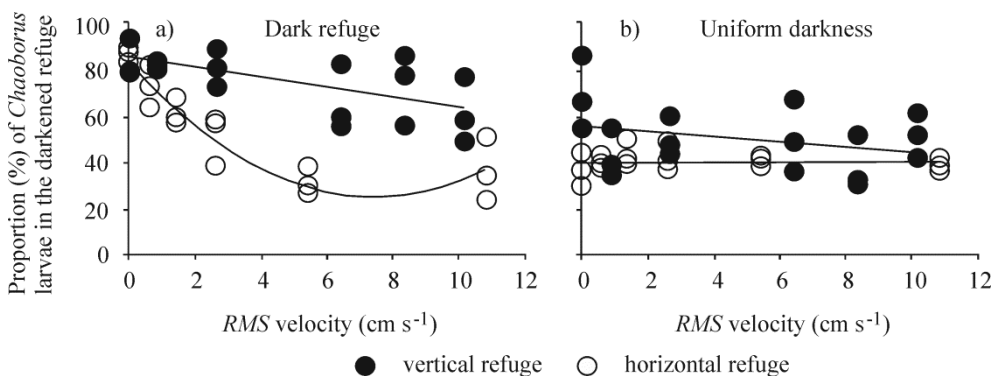 Proportion (%) of Chaoborus
larvae in the darkened refuge
100
80
60
40
20
0
a)
Dark refuge
0 2 4 6 8 10 12
RMS velocity (cm s⁻¹)
b)
Uniform darkness
0 2 4 6 8 10 12
RMS velocity (cm s⁻¹)
vertical refuge
horizontal refuge